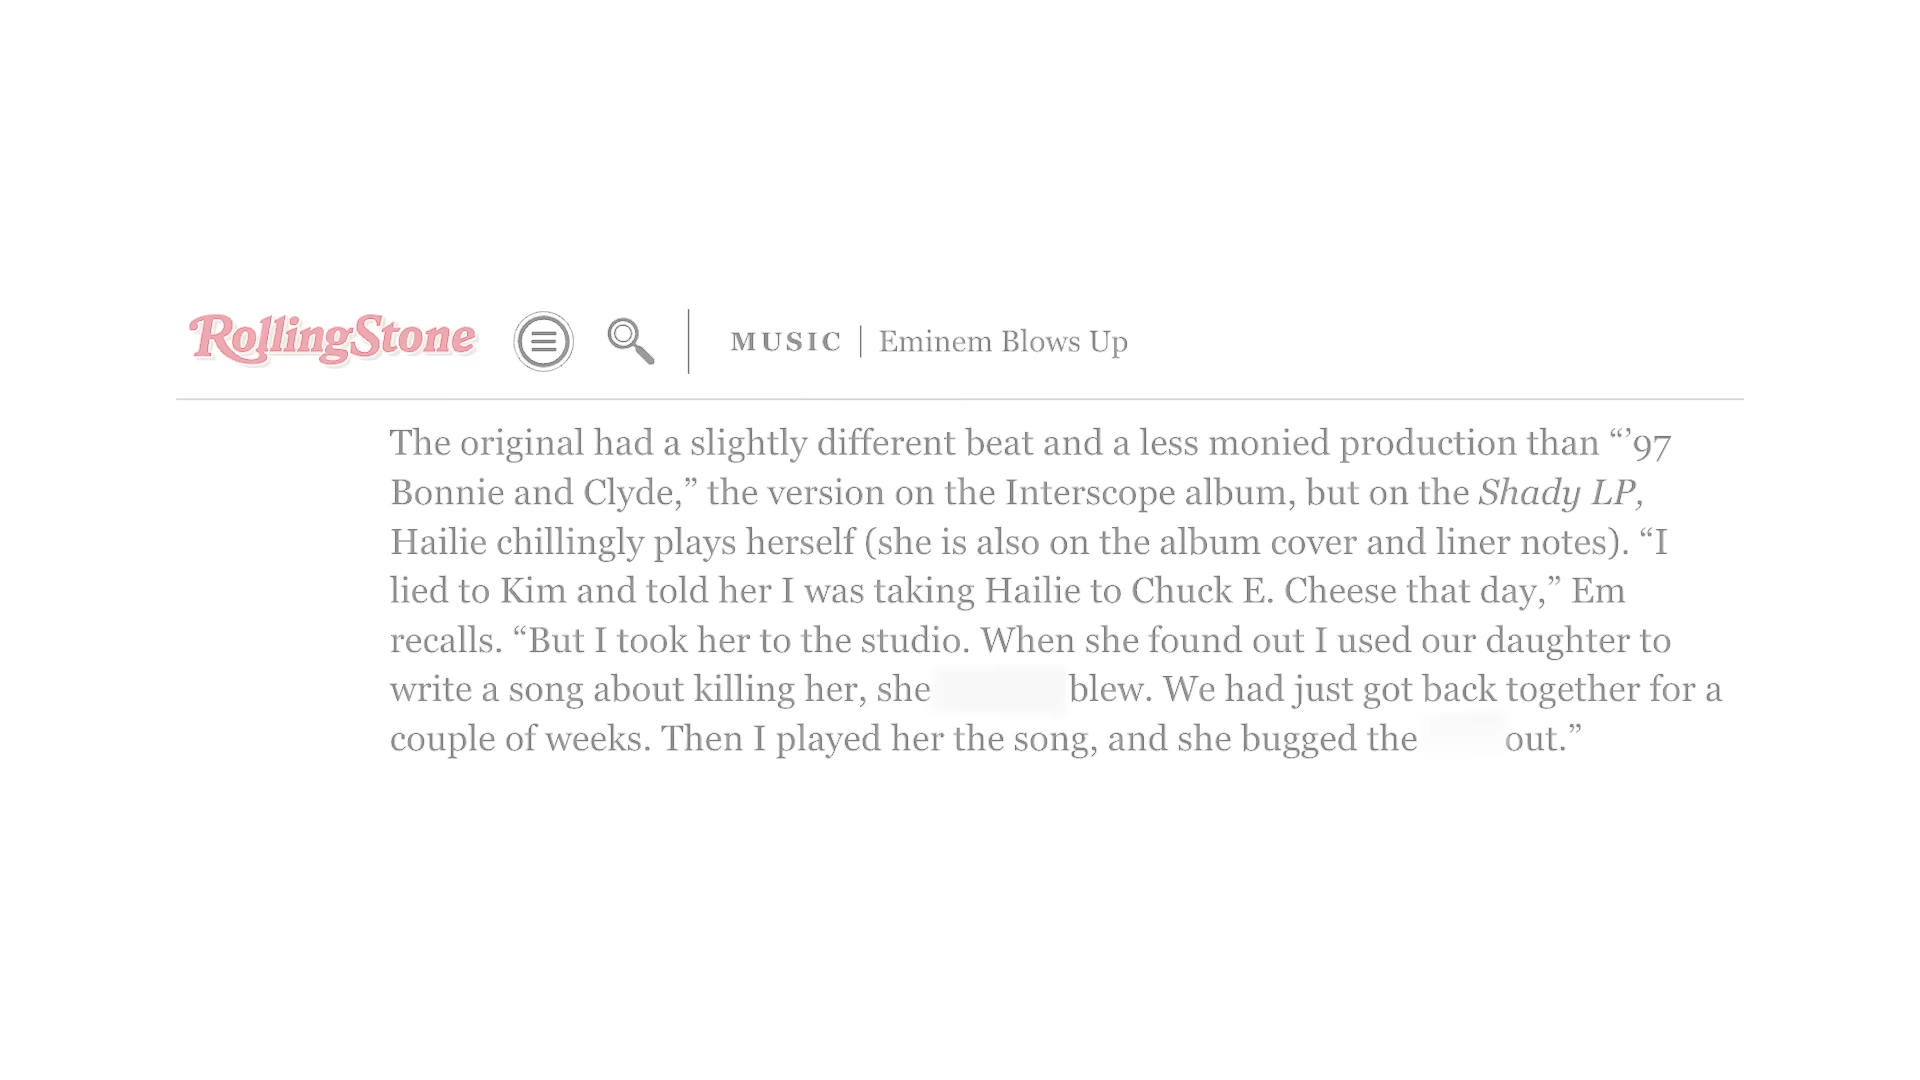 RollingStone MUSIC | Eminem Blows Up
The original had a slightly different beat and a less monied production than “’97
Bonnie and Clyde,” the version on the Interscope album, but on the Shady LP,
Hailie chillingly plays herself (she is also on the album cover and liner notes). “I
lied to Kim and told her I was taking Hailie to Chuck E. Cheese that day,” Em
recalls. “But I took her to the studio. When she found out I used our daughter to
write a song about killing her, she blew. We had just got back together for a
couple of weeks. Then I played her the song, and she bugged the out.”